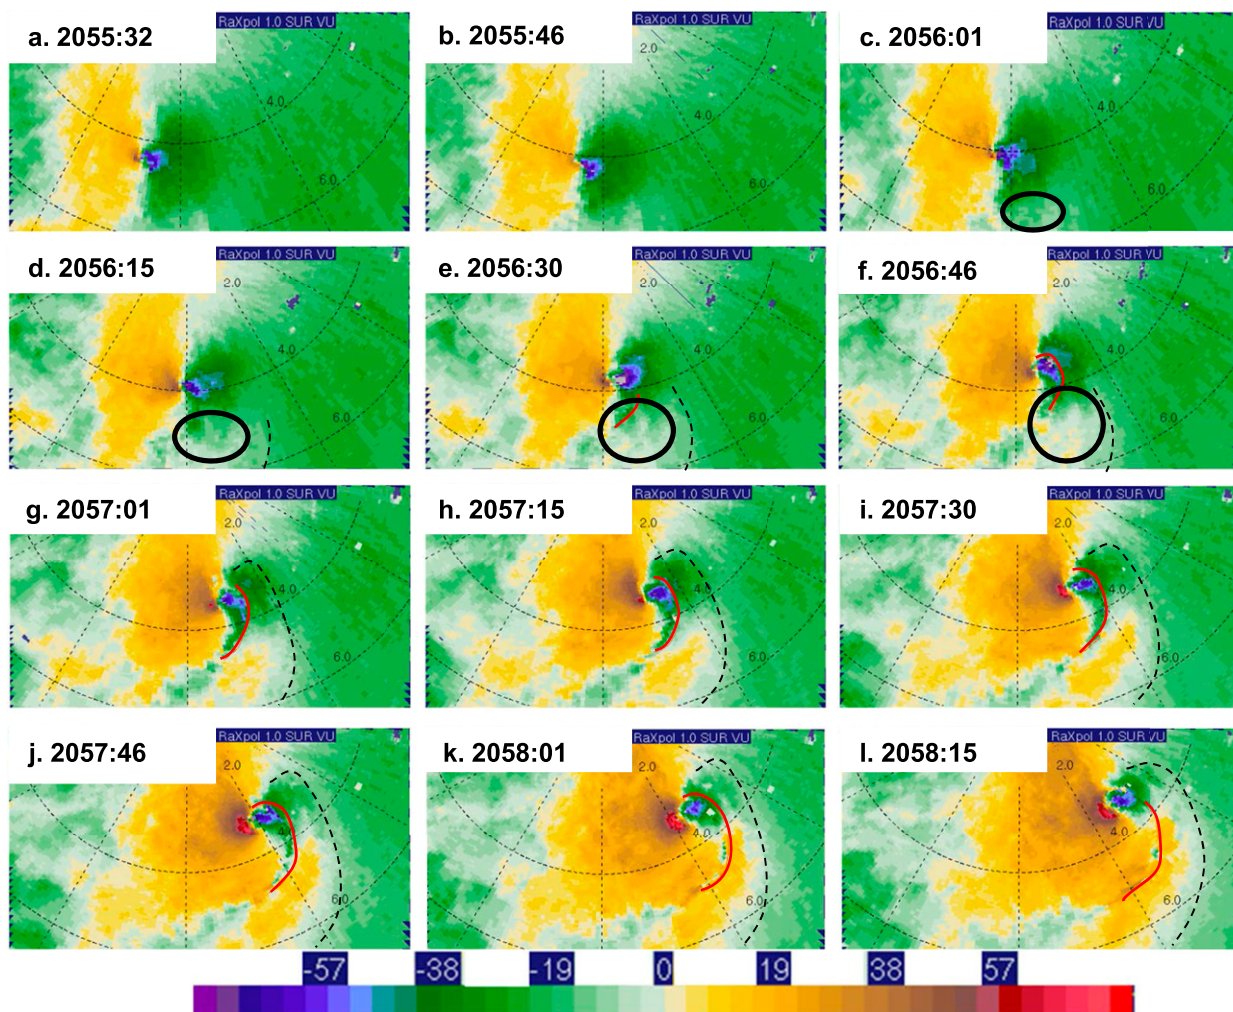 a. 2055:32
RaXpol 1.0 SUR VU
4.0
6.0
b. 2055:46
RaXpol 1.0 SUR VU
2.0
4.0
6.0
c. 2056:01
RaXpol 1.0 SUR VU
4.0
6.0
d. 2056:15
RaXpol 1.0 SUR VU
2.0
4.0
6.0
e. 2056:30
RaXpol 1.0 SUR VU
2.0
4.0
6.0
f. 2056:46
RaXpol 1.0 SUR VU
2.0
4.0
6.0
g. 2057:01
RaXpol 1.0 SUR VU
2.0
4.0
6.0
h. 2057:15
RaXpol 1.0 SUR VU
2.0
4.0
6.0
i. 2057:30
RaXpol 1.0 SUR VU
2.0
4.0
6.0
j. 2057:46
RaXpol 1.0 SUR VU
2.0
4.0
6.0
k. 2058:01
RaXpol 1.0 SUR VU
2.0
4.0
6.0
l. 2058:15
RaXpol 1.0 SUR VU
2.0
4.0
6.0
-57 -38 -19 0 19 38 57